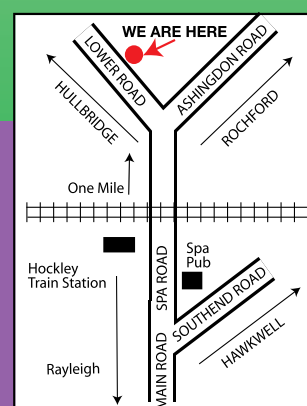 WE ARE HERE
LOWER ROAD
ASHINGDON ROAD
HULLBRIDGE
ROCHFORD
One Mile
Hockley
Train Station
SPA ROAD
Spa
Pub
SOUTHEND ROAD
HAWKWELL
Rayleigh
MAIN ROAD